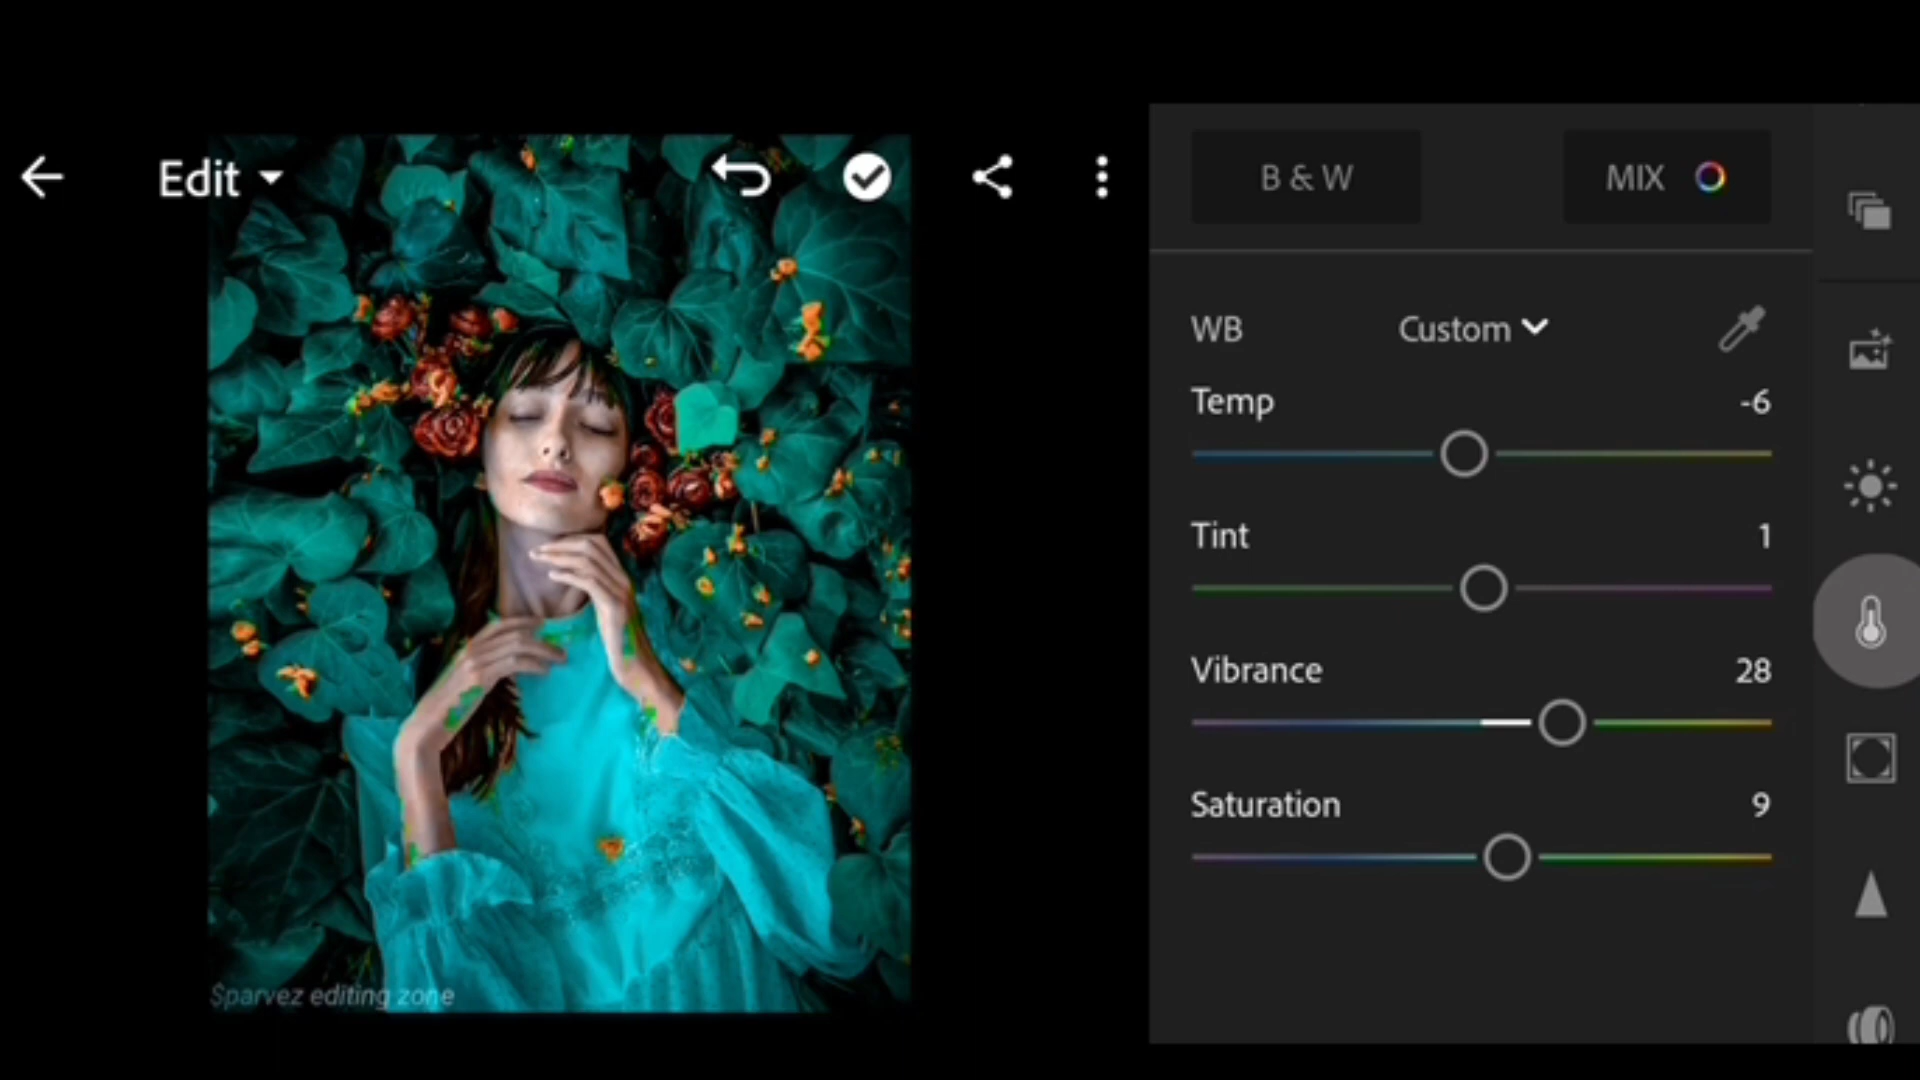 Edit
B & W
MIX
WB
Custom
Temp
-6
Tint
1
Vibrance
28
Saturation
9
Sparvez editing zone